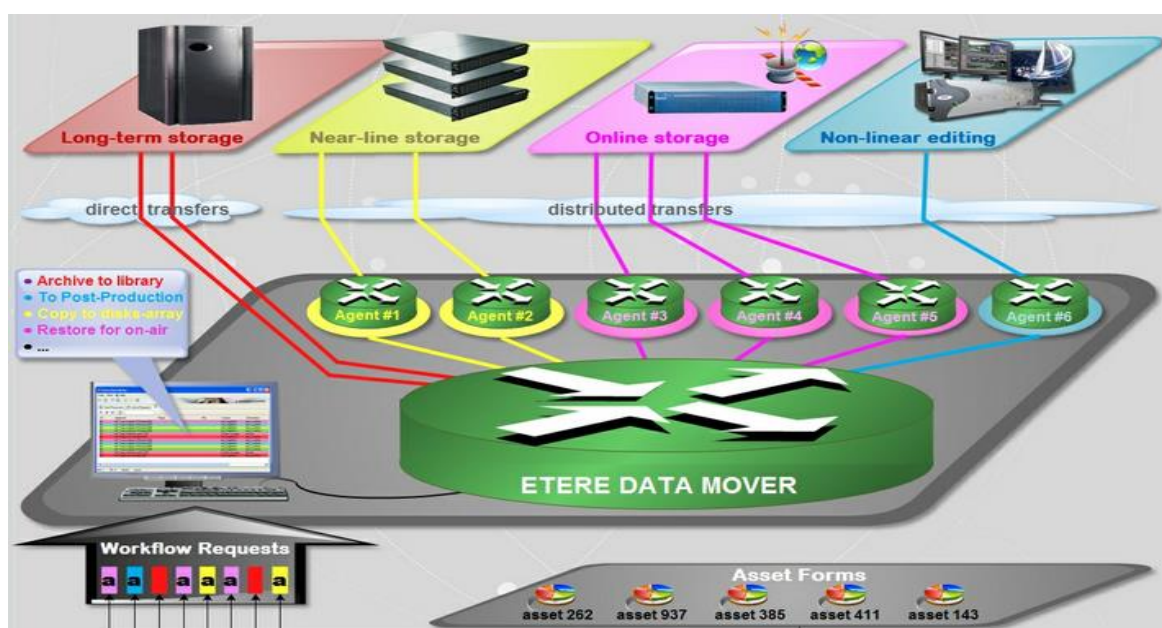 Long-term storage
Near-line storage
Online storage
Non-linear editing
direct transfers
distributed transfers
Archive to library
To Post-Production
Copy to disks-array
Restore for on-air
...
Agent #1
Agent #2
Agent #3
Agent #4
Agent #5
Agent #6
ETERE DATA MOVER
Workflow Requests
a a a a a a
Asset Forms
asset 262 asset 937 asset 385 asset 411 asset 143